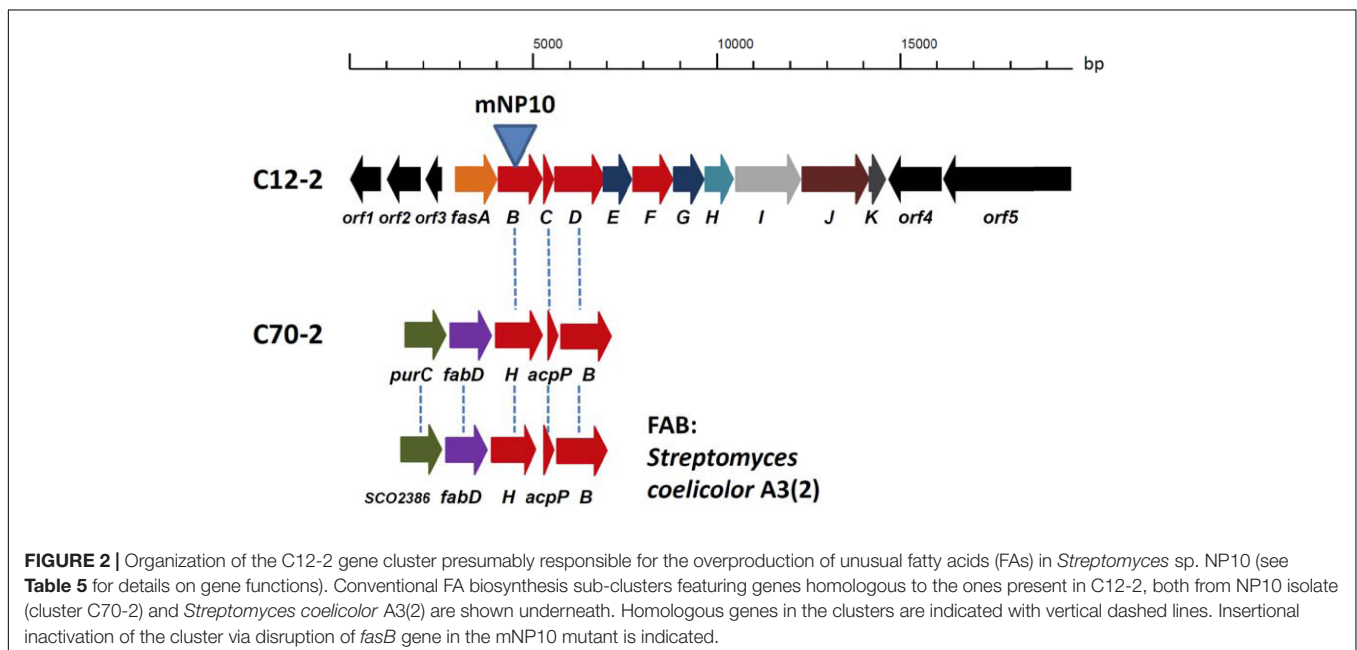 5000 10000 15000
bp
mNP10
C12-2
orf1 orf2 orf3 fasA B C D E F G H I J K orf4 orf5
C70-2
purC fabD H acpP B
FAB:
Streptomyces
coelicolor A3(2)
SCO2386 fabD H acpP B
FIGURE 2 | Organization of the C12-2 gene cluster presumably responsible for the overproduction of unusual fatty acids (FAs) in Streptomyces sp. NP10 (see
Table 5 for details on gene functions). Conventional FA biosynthesis sub-clusters featuring genes homologous to the ones present in C12-2, both from NP10 isolate
(cluster C70-2) and Streptomyces coelicolor A3(2) are shown underneath. Homologous genes in the clusters are indicated with vertical dashed lines. Insertional
inactivation of the cluster via disruption of fasB gene in the mNP10 mutant is indicated.